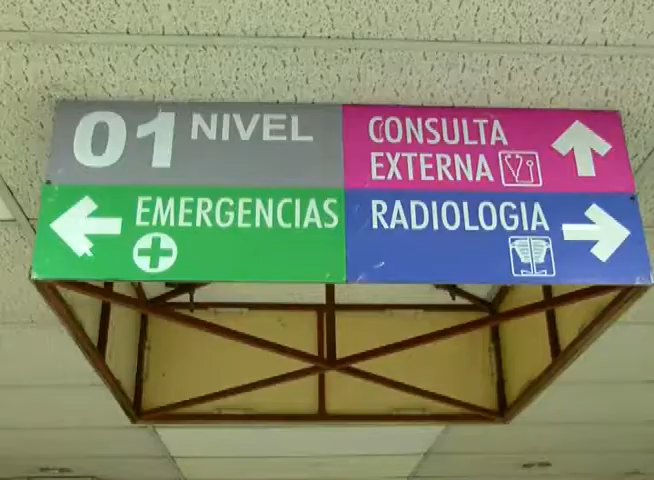 01 NIVEL
CONSULTA
EXTERNA
EMERGENCIAS
RADIOLOGIA